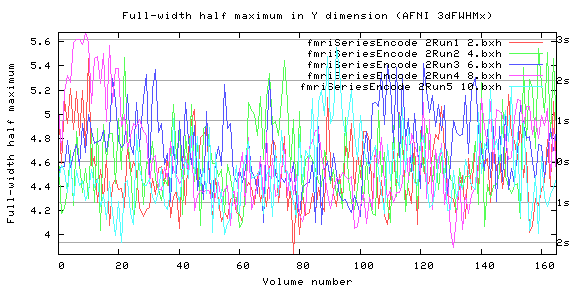 Full-width half maximum in Y dimension (AFNI 3dFWHMx)
fmriSeriesEncode 2Run1 2.bxh
fmriSeriesEncode 2Run2 4.bxh
fmriSeriesEncode 2Run3 6.bxh
fmriSeriesEncode 2Run4 8.bxh
fmriSeriesEncode 2Run5 10.bxh
Full-width half maximum
5.6
5.4
5.2
5
4.8
4.6
4.4
4.2
4
3s
2s
1s
0s
1s
2s
0 20 40 60 80 100 120 140 160
Volume number